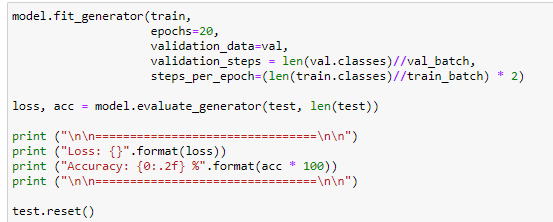 model.fit_generator(train,
                    epochs=20,
                    validation_data=val,
                    validation_steps = len(val.classes)//val_batch,
                    steps_per_epoch=(len(train.classes)//train_batch) * 2)
loss, acc = model.evaluate_generator(test, len(test))
print ("\n\n================================\n\n")
print ("Loss: {}".format(loss))
print ("Accuracy: {0:.2f} %".format(acc * 100))
print ("\n\n================================\n\n")
test.reset()